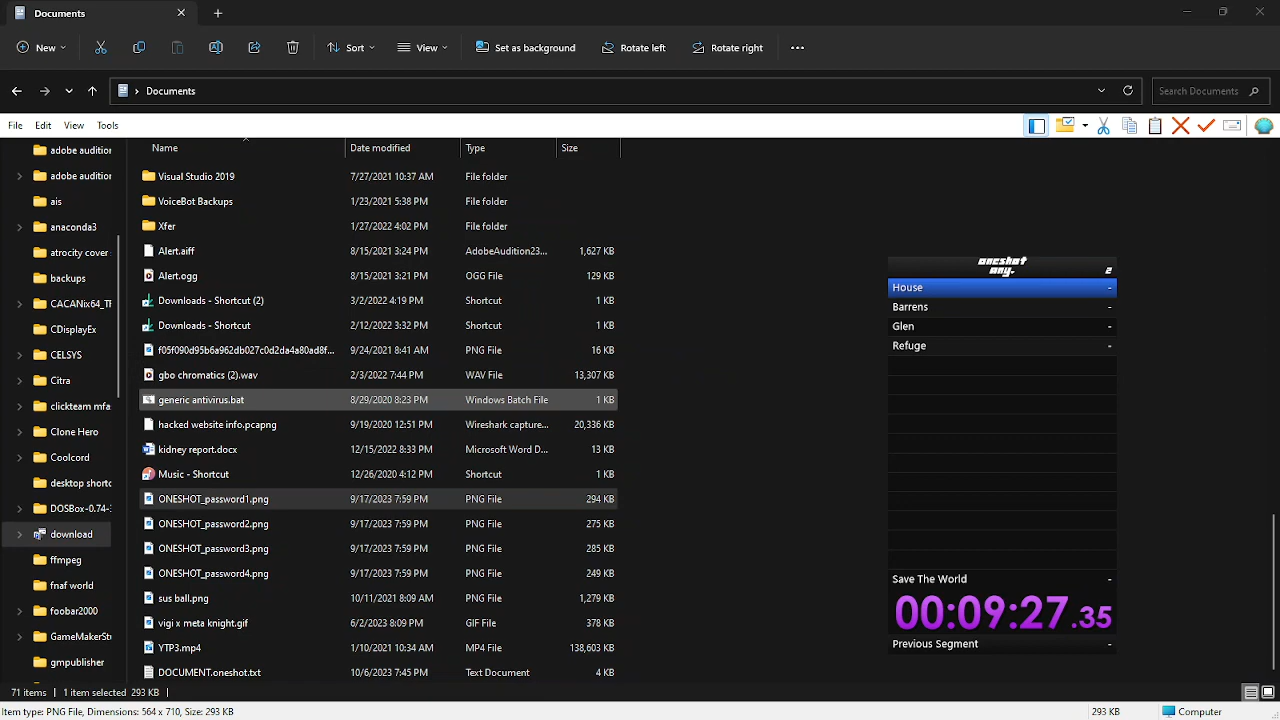 Documents
New
Sort
View
Set as background
Rotate left
Rotate right
Documents
Search Documents
File Edit View Tools
Name Date modified Type Size
adobe audition
adobe audition
ais
anaconda3
atrocity cover
backups
CDisplayEx
CELSYS
Citra
clickteam mfa
Clone Hero
Coolcord
desktop shortc
DOSBox-0.74-
download
ffmpeg
fnaf world
foobar2000
GameMakerSt
gmpublisher
Visual Studio 2019 7/27/2021 10:37 AM File folder
VoiceBot Backups 1/23/2021 5:38 PM File folder
Xfer 1/27/2022 4:02 PM File folder
Alert.aiff 8/15/2021 3:24 PM AdobeAudition23... 1,627 KB
Alert.ogg 8/15/2021 3:21 PM OGG File 129 KB
Downloads - Shortcut (2) 3/2/2022 4:19 PM Shortcut 1 KB
Downloads - Shortcut 2/12/2022 3:32 PM Shortcut 1 KB
f05f090d95b6a962db027c0d2da4a80ad8f... 9/24/2021 8:41 AM PNG File 16 KB
gbo chromatics (2).wav 2/3/2022 7:44 PM WAV File 13,307 KB
generic antivirus.bat 8/29/2020 8:23 PM Windows Batch File 1 KB
hacked website info.pcapng 9/19/2020 12:51 PM Wireshark capture... 20,336 KB
kidney report.docx 12/15/2022 8:33 PM Microsoft Word D... 13 KB
Music - Shortcut 12/26/2020 4:12 PM Shortcut 1 KB
ONESHOT_password1.png 9/17/2023 7:59 PM PNG File 294 KB
ONESHOT_password2.png 9/17/2023 7:59 PM PNG File 275 KB
ONESHOT_password3.png 9/17/2023 7:59 PM PNG File 285 KB
ONESHOT_password4.png 9/17/2023 7:59 PM PNG File 249 KB
sus ball.png 10/11/2021 8:09 AM PNG File 1,279 KB
vigi x meta knight.gif 6/2/2023 8:09 PM GIF File 378 KB
YTP3.mp4 1/10/2021 10:34 AM MP4 File 138,603 KB
DOCUMENT.oneshot.txt 10/6/2023 7:45 PM Text Document 4 KB
oneshot
any. 2
House -
Barrens -
Glen -
Refuge -
Save The World -
00:09:27.35
Previous Segment -
71 items 1 item selected 293 KB
Item type: PNG File, Dimensions: 564 x 710, Size: 293 KB
293 KB
Computer